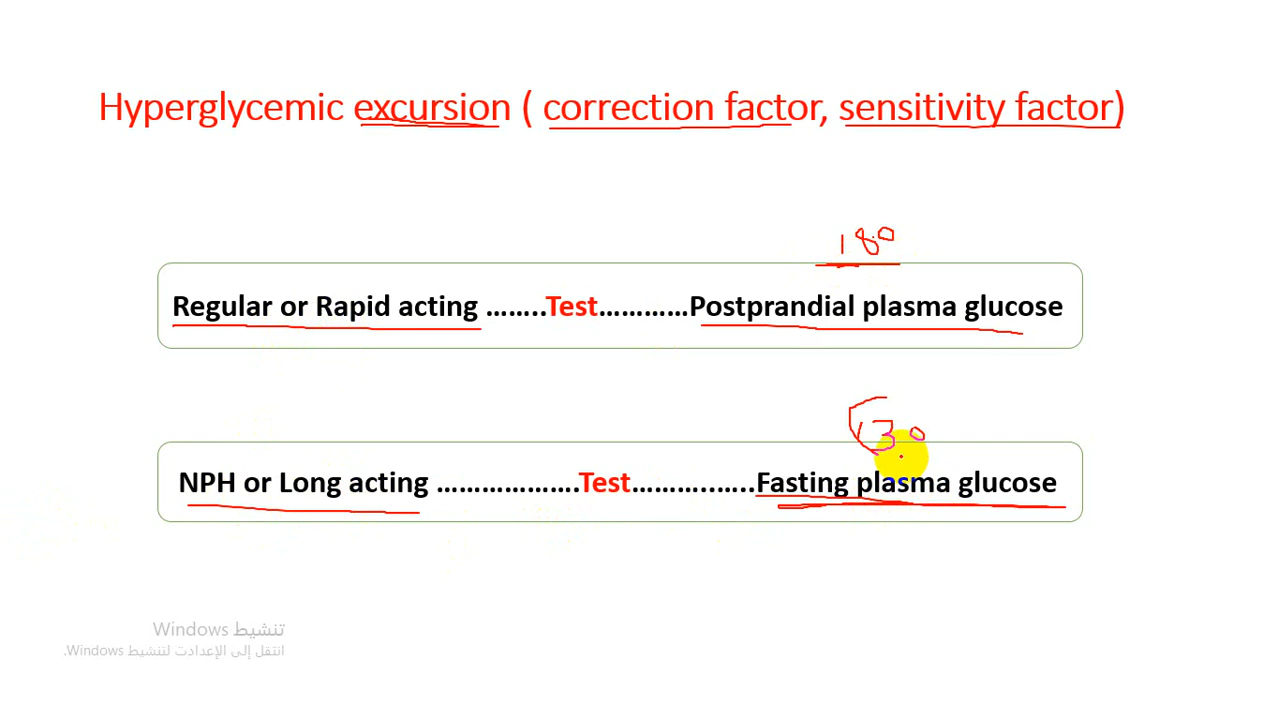 Hyperglycemic excursion ( correction factor, sensitivity factor)
180
Regular or Rapid acting ……..Test…………Postprandial plasma glucose
130
NPH or Long acting ……………….Test………..…..Fasting plasma glucose
تنشيط Windows
انتقل إلى الإعدادت لتنشيط Windows.